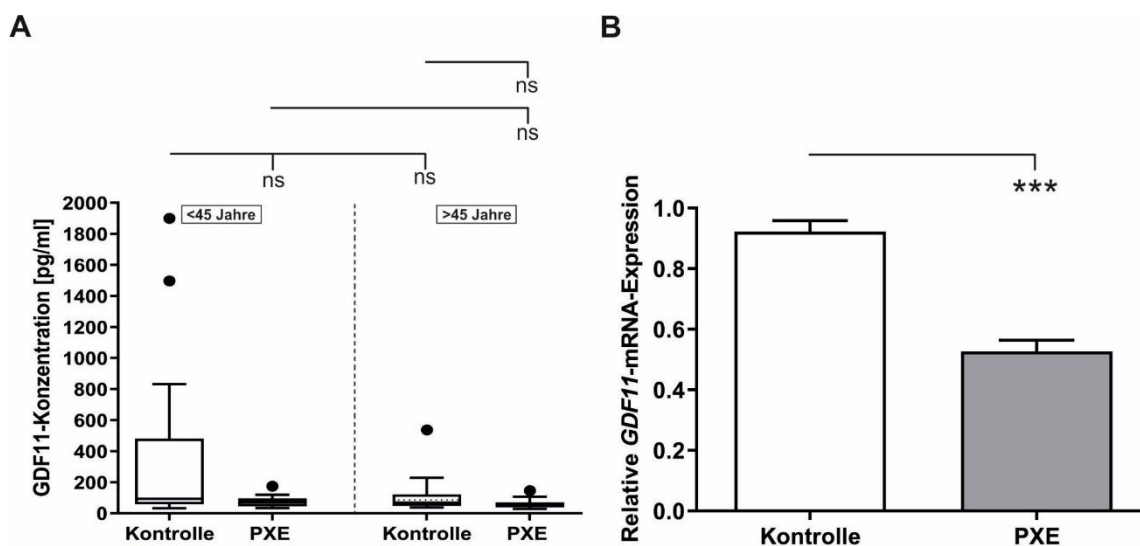 A
ns
ns
ns
ns
GDF11-Konzentration [pg/ml]
2000
1800
1600
1400
1200
1000
800
600
400
200
0
<45 Jahre
>45 Jahre
Kontrolle PXE Kontrolle PXE
B
***
Relative GDF11-mRNA-Expression
1.0
0.8
0.6
0.4
0.2
0.0
Kontrolle PXE